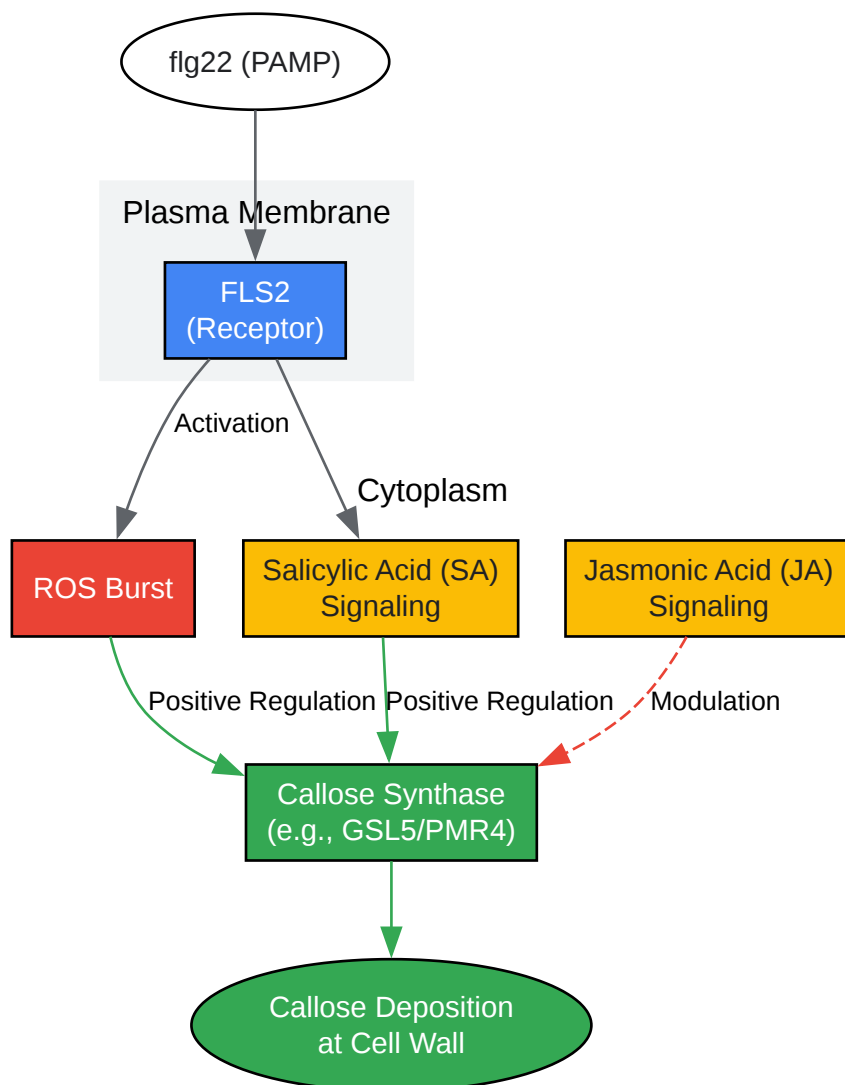 flg22 (PAMP)
Plasma Membrane
FLS2
(Receptor)
Activation
Cytoplasm
ROS Burst
Salicylic Acid (SA)
Signaling
Jasmonic Acid (JA)
Signaling
Positive Regulation
Positive Regulation
Modulation
Callose Synthase
(e.g., GSL5/PMR4)
Callose Deposition
at Cell Wall